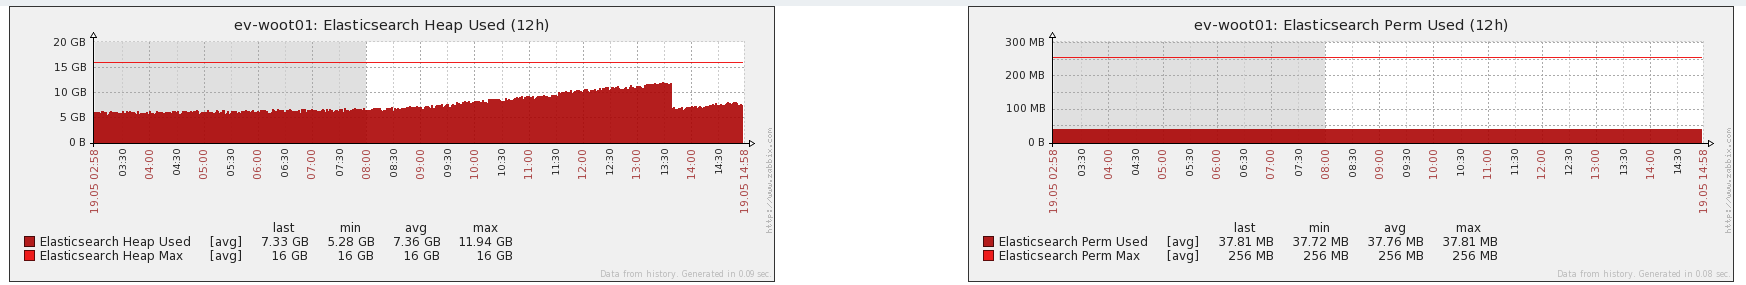 ev-woot01: Elasticsearch Heap Used (12h)
20 GB
15 GB
10 GB
5 GB
0 B
19.05 02:58
03:30
04:00
04:30
05:00
05:30
06:00
06:30
07:00
07:30
08:00
08:30
09:00
09:30
10:00
10:30
11:00
11:30
12:00
12:30
13:00
13:30
14:00
14:30
19.05 14:58
http://www.zabbix.com
last min avg max
Elasticsearch Heap Used [avg] 7.33 GB 5.28 GB 7.36 GB 11.94 GB
Elasticsearch Heap Max [avg] 16 GB 16 GB 16 GB 16 GB
Data from history. Generated in 0.09 sec.
ev-woot01: Elasticsearch Perm Used (12h)
300 MB
200 MB
100 MB
0 B
19.05 02:58
03:30
04:00
04:30
05:00
05:30
06:00
06:30
07:00
07:30
08:00
08:30
09:00
09:30
10:00
10:30
11:00
11:30
12:00
12:30
13:00
13:30
14:00
14:30
19.05 14:58
http://www.zabbix.com
last min avg max
Elasticsearch Perm Used [avg] 37.81 MB 37.72 MB 37.76 MB 37.81 MB
Elasticsearch Perm Max [avg] 256 MB 256 MB 256 MB 256 MB
Data from history. Generated in 0.08 sec.